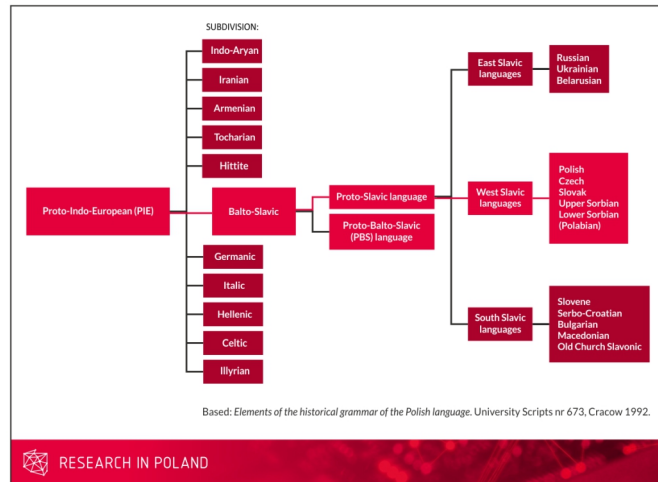 SUBDIVISION:
Indo-Aryan
Iranian
Armenian
Tocharian
Hittite
Proto-Indo-European (PIE)
Balto-Slavic
Germanic
Italic
Hellenic
Celtic
Illyrian
Proto-Slavic language
Proto-Balto-Slavic
(PBS) language
East Slavic
languages
Russian
Ukrainian
Belarusian
West Slavic
languages
Polish
Czech
Slovak
Upper Sorbian
Lower Sorbian
(Polabian)
South Slavic
languages
Slovene
Serbo-Croatian
Bulgarian
Macedonian
Old Church Slavonic
Based: Elements of the historical grammar of the Polish language. University Scripts nr 673, Cracow 1992.
RESEARCH IN POLAND